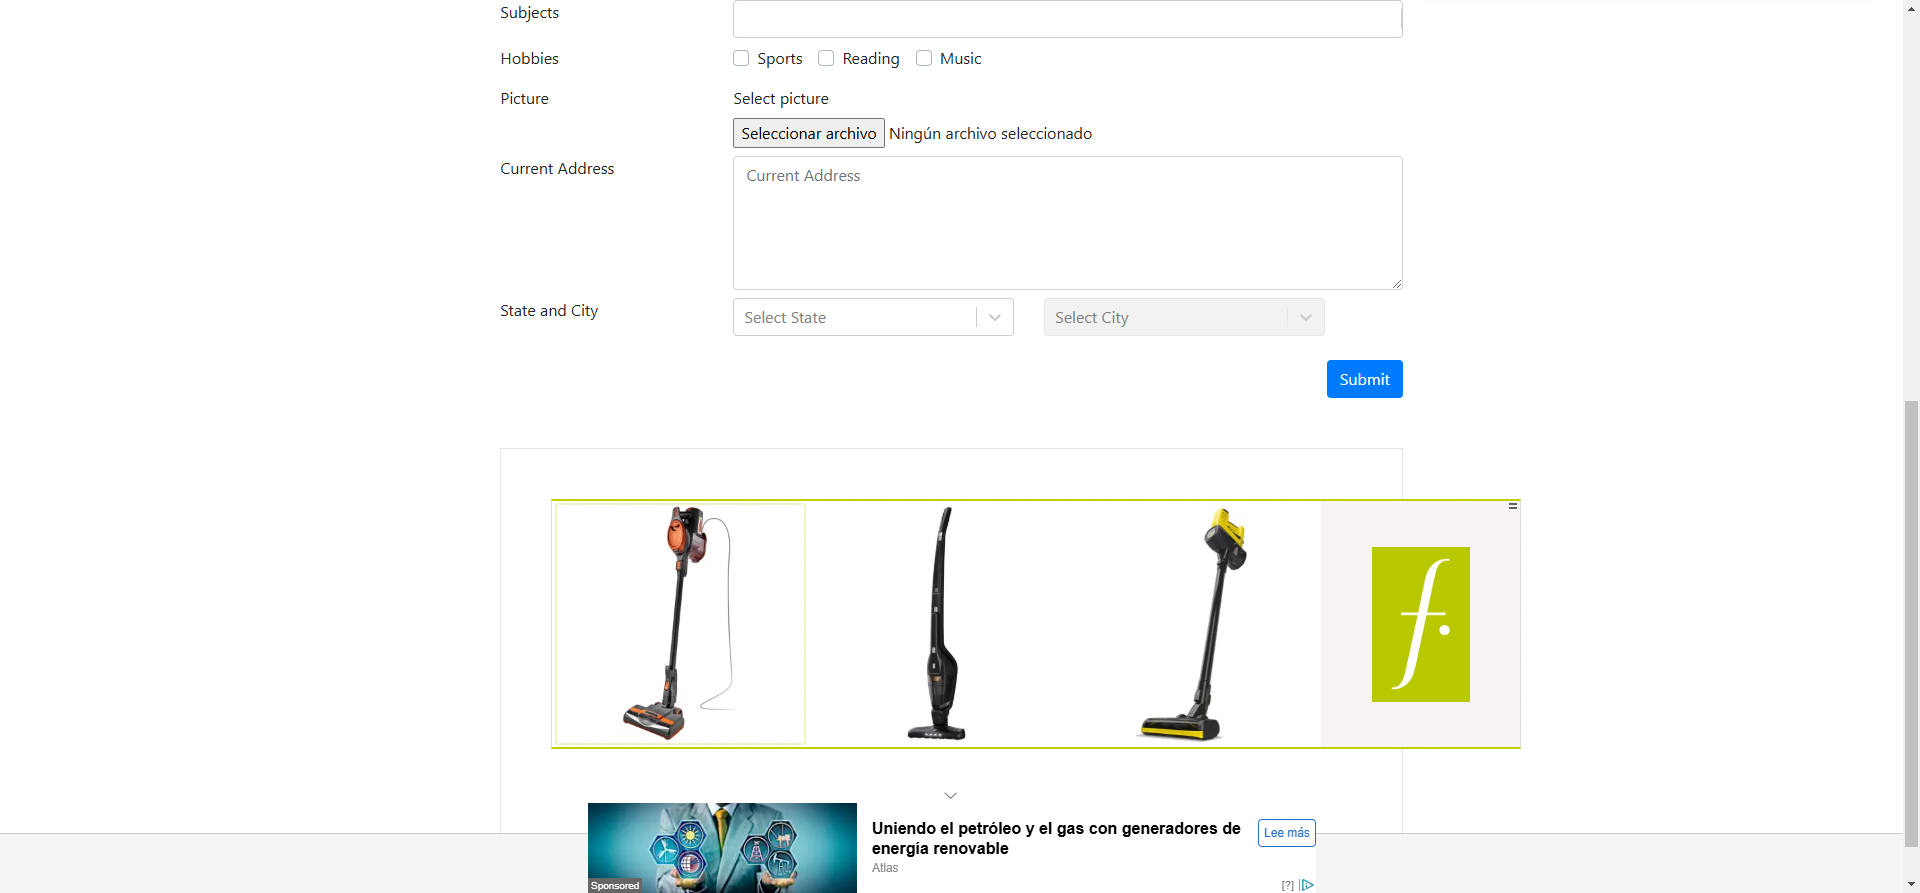 Subjects
Hobbies
Sports Reading Music
Picture
Select picture
Seleccionar archivo Ningún archivo seleccionado
Current Address
Current Address
State and City
Select State
Select City
Submit
f.
Uniendo el petróleo y el gas con generadores de
energía renovable
Lee más
Atlas
Sponsored
[?]